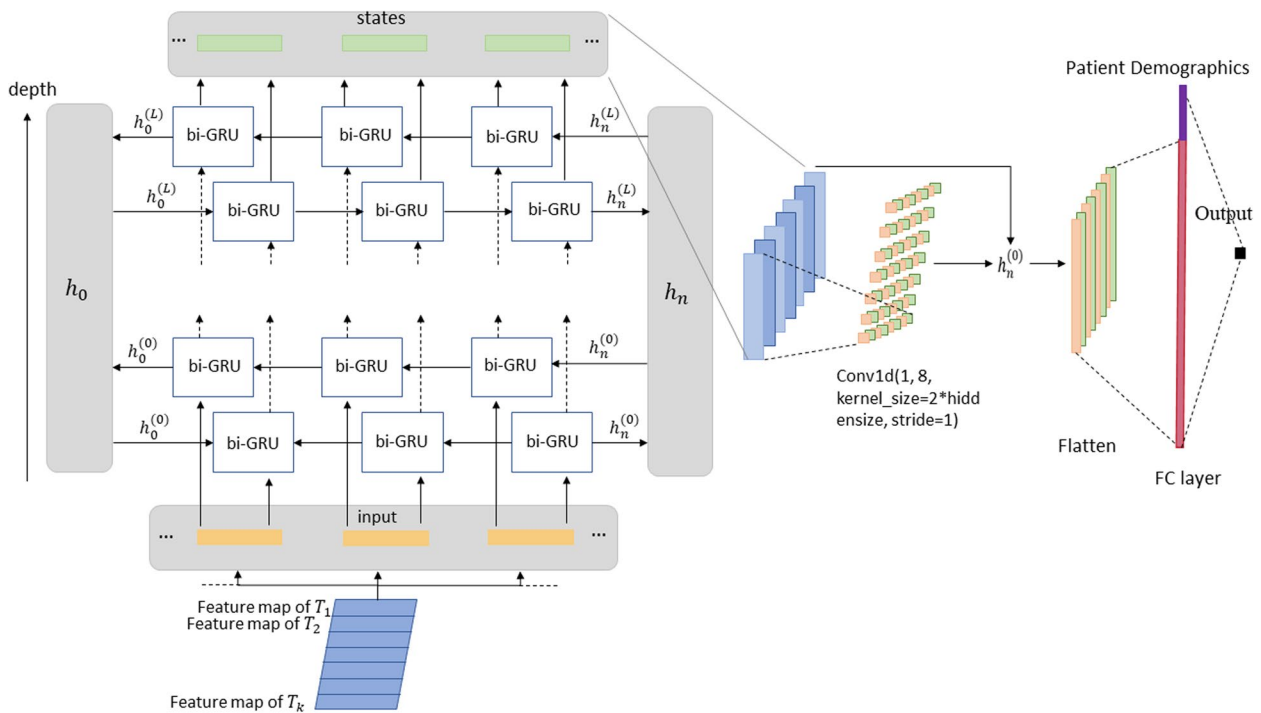 states
...
...
depth
$h_0^{(L)}$
bi-GRU
bi-GRU
bi-GRU
$h_n^{(L)}$
$h_0^{(L)}$
bi-GRU
bi-GRU
bi-GRU
$h_n^{(L)}$
$h_0$
$h_n$
$h_0^{(0)}$
bi-GRU
bi-GRU
bi-GRU
$h_n^{(0)}$
$h_0^{(0)}$
bi-GRU
bi-GRU
bi-GRU
$h_n^{(0)}$
input
...
...
Feature map of $T_1$
Feature map of $T_2$
Feature map of $T_k$
Conv1d(1, 8,
kernel_size=2*hidd
ensize, stride=1)
$h_n^{(0)}$
Flatten
Patient Demographics
Output
FC layer